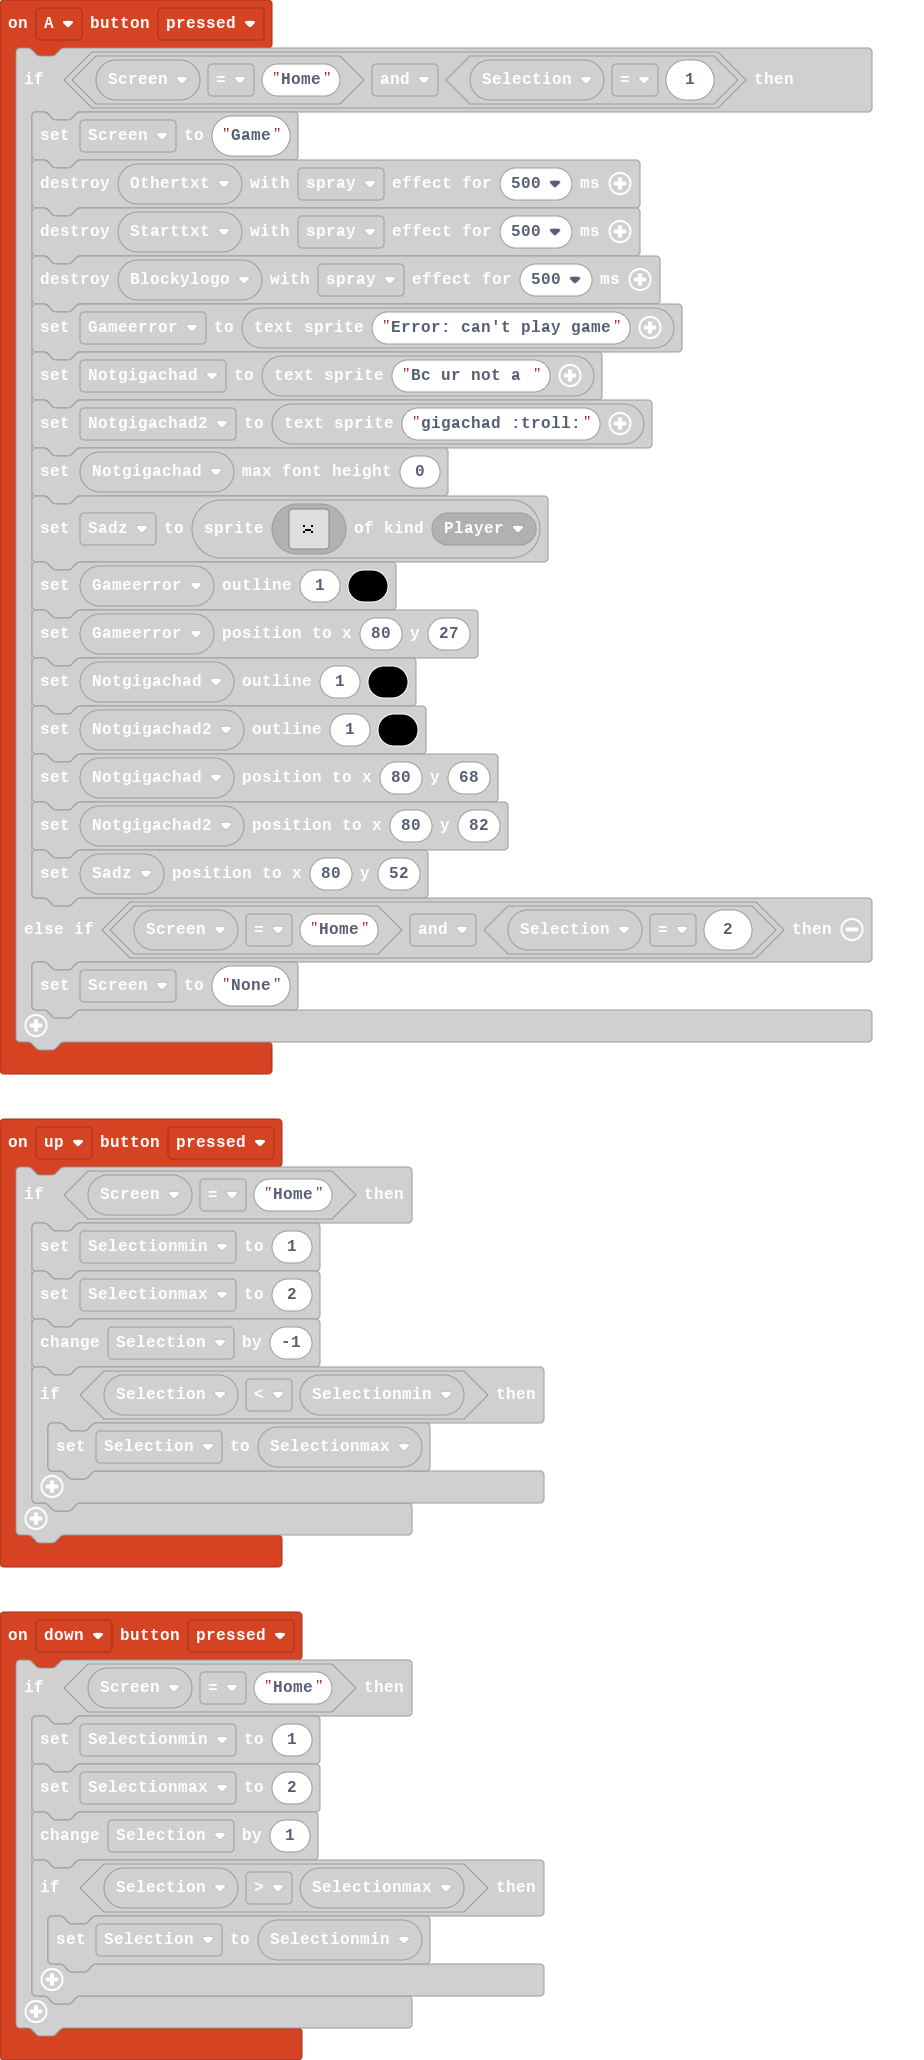 on A button pressed
if Screen = "Home" and Selection = 1 then
set Screen to "Game"
destroy Othertxt with spray effect for 500 ms
destroy Starttxt with spray effect for 500 ms
destroy Blockylogo with spray effect for 500 ms
set Gameerror to text sprite "Error: can't play game"
set Notgigachad to text sprite "Bc ur not a "
set Notgigachad2 to text sprite "gigachad :troll:"
set Notgigachad max font height 0
set Sadz to sprite of kind Player
set Gameerror outline 1
set Gameerror position to x 80 y 27
set Notgigachad outline 1
set Notgigachad2 outline 1
set Notgigachad position to x 80 y 68
set Notgigachad2 position to x 80 y 82
set Sadz position to x 80 y 52
else if Screen = "Home" and Selection = 2 then
set Screen to "None"
on up button pressed
if Screen = "Home" then
set Selectionmin to 1
set Selectionmax to 2
change Selection by -1
if Selection < Selectionmin then
set Selection to Selectionmax
on down button pressed
if Screen = "Home" then
set Selectionmin to 1
set Selectionmax to 2
change Selection by 1
if Selection > Selectionmax then
set Selection to Selectionmin